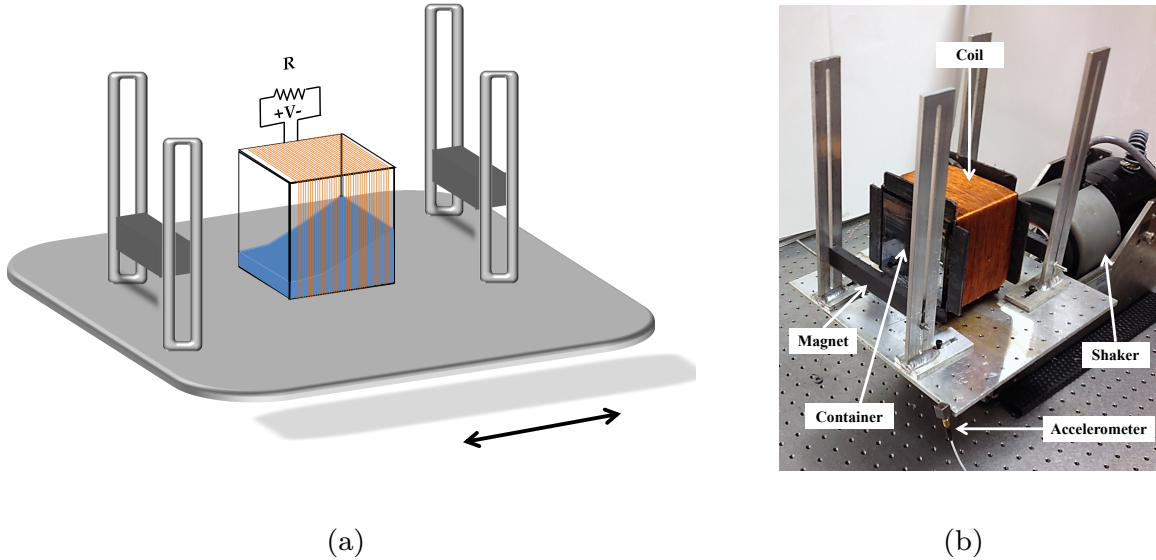 R
+V-
Coil
Magnet
Shaker
Container
Accelerometer
(a)
(b)